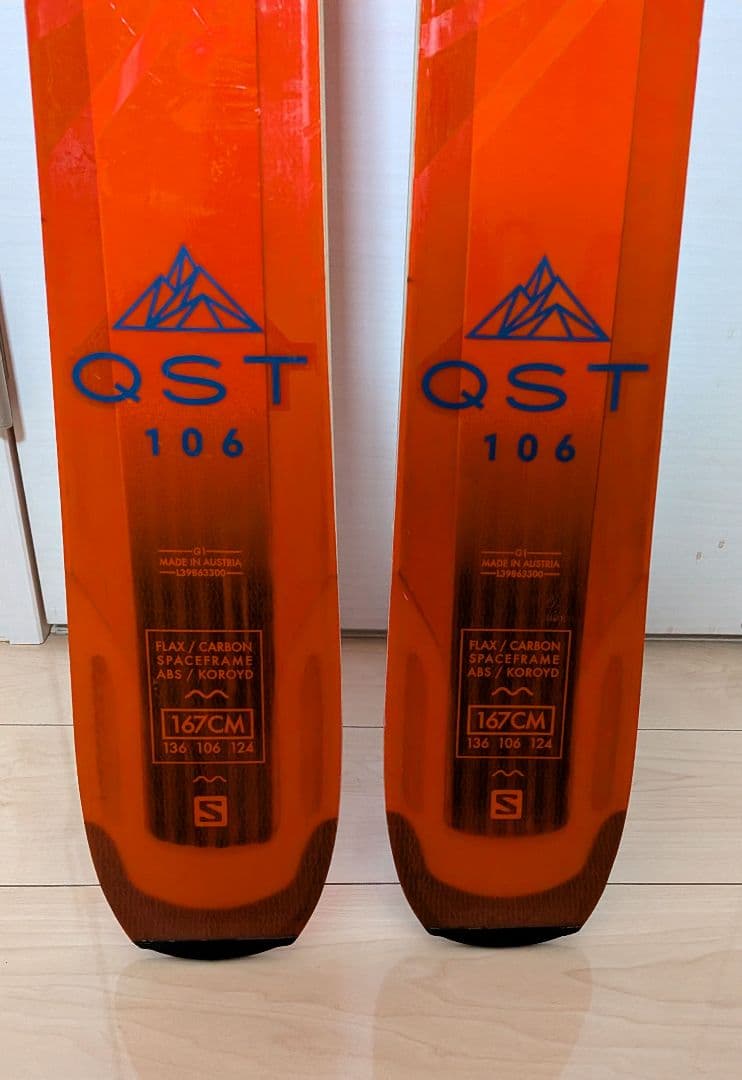 QST
106
G1
MADE IN AUSTRIA
L39863300
FLAX / CARBON
SPACEFRAME
ABS / KOROYD
167CM
136 106 124
S
QST
106
G1
MADE IN AUSTRIA
L39863300
FLAX / CARBON
SPACEFRAME
ABS / KOROYD
167CM
136 106 124
S